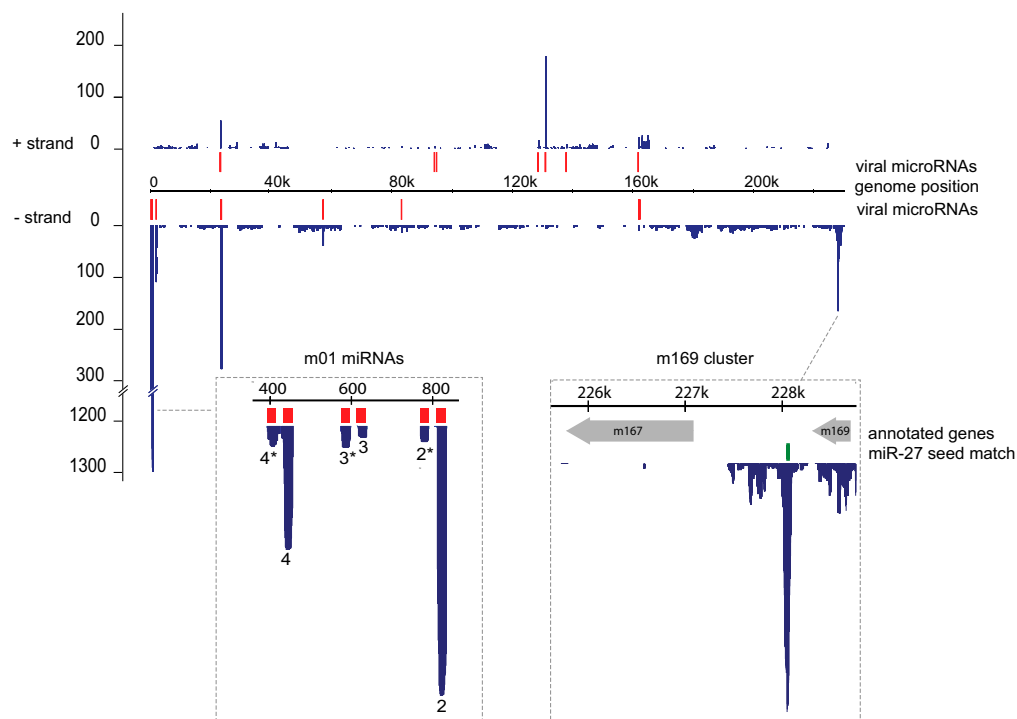 200
100
+ strand 0
viral microRNAs
0 40k 80k 120k 160k 200k genome position
- strand 0 viral microRNAs
100
200
300
1200
1300
m01 miRNAs
400 600 800
4* 3* 3 2*
4
2
m169 cluster
226k 227k 228k
m167 m169 annotated genes
miR-27 seed match